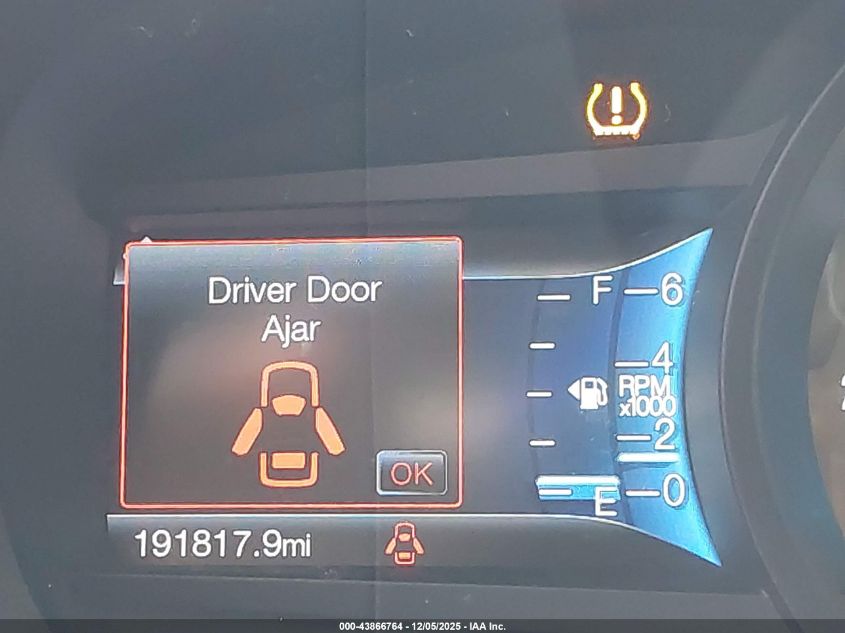 Driver Door
Ajar
OK
191817.9mi
F
E
6
4
RPM
x1000
2
0
000-43866764 - 12/05/2025 - IAA Inc.